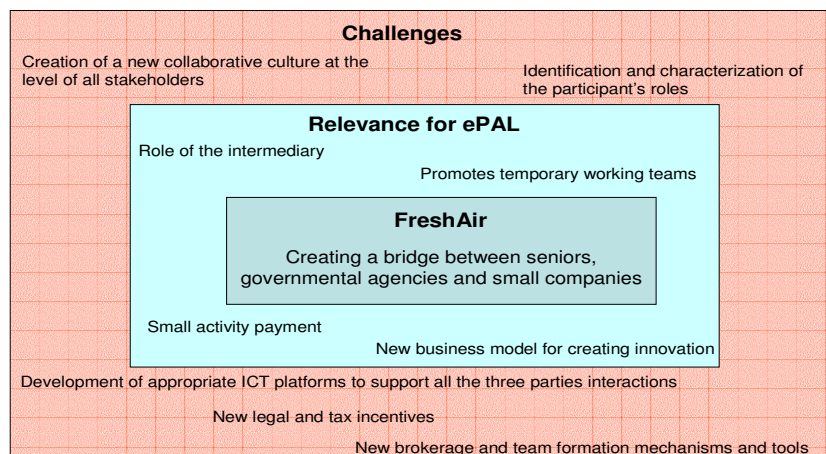 Challenges
Creation of a new collaborative culture at the
level of all stakeholders
Identification and characterization of
the participant's roles
Relevance for ePAL
Role of the intermediary
Promotes temporary working teams
FreshAir
Creating a bridge between seniors,
governmental agencies and small companies
Small activity payment
New business model for creating innovation
Development of appropriate ICT platforms to support all the three parties interactions
New legal and tax incentives
New brokerage and team formation mechanisms and tools